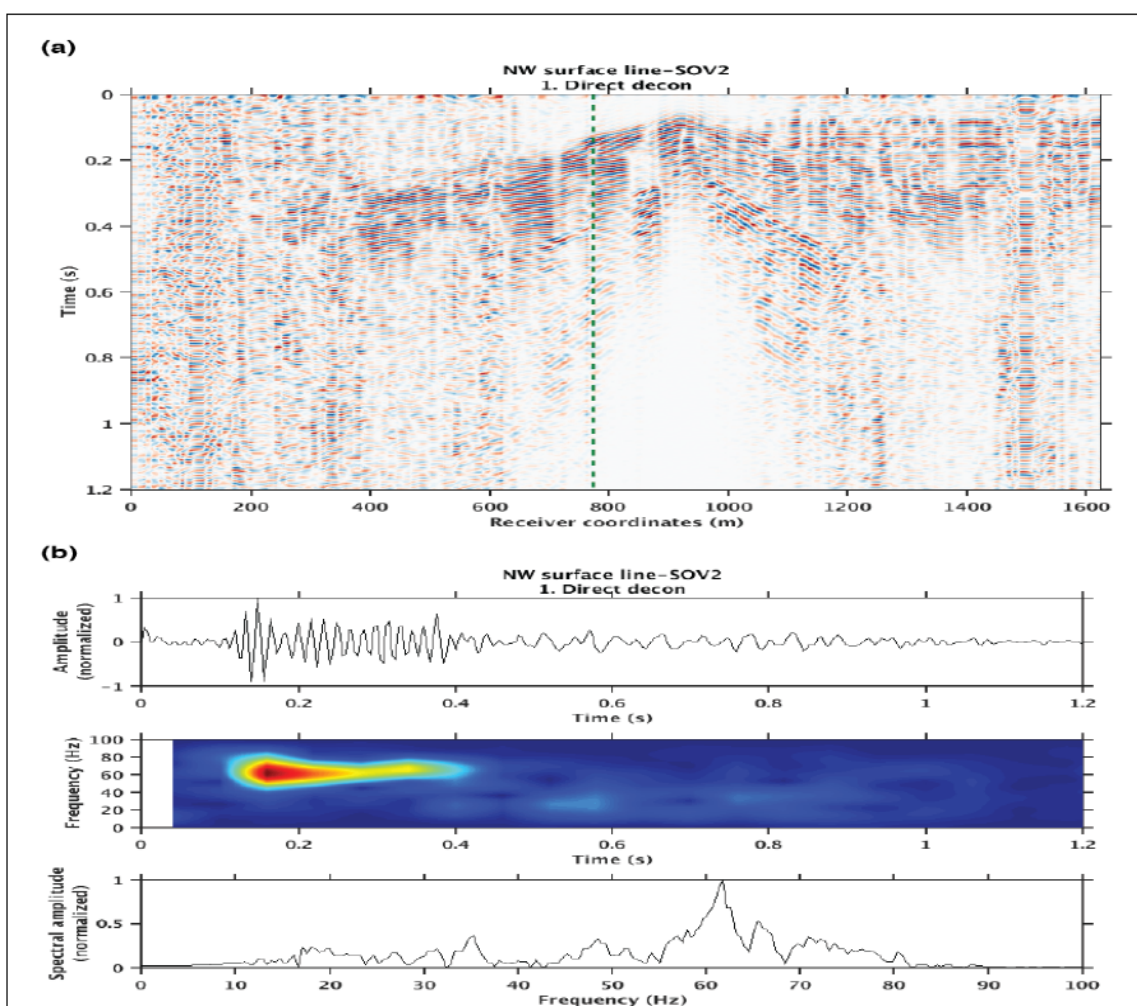 (a)
NW surface line-SOV2
1. Direct decon
0
0.2
0.4
0.6
0.8
1
1.2
Time (s)
0 200 400 600 800 1000 1200 1400 1600
Receiver coordinates (m)
(b)
NW surface line-SOV2
1. Direct decon
Amplitude
(normalized)
1
0
-1
0 0.2 0.4 0.6 0.8 1 1.2
Time (s)
Frequency (Hz)
100
80
60
40
20
0
0 0.2 0.4 0.6 0.8 1 1.2
Time (s)
Spectral amplitude
(normalized)
1
0.5
0
0 10 20 30 40 50 60 70 80 90 100
Frequency (Hz)